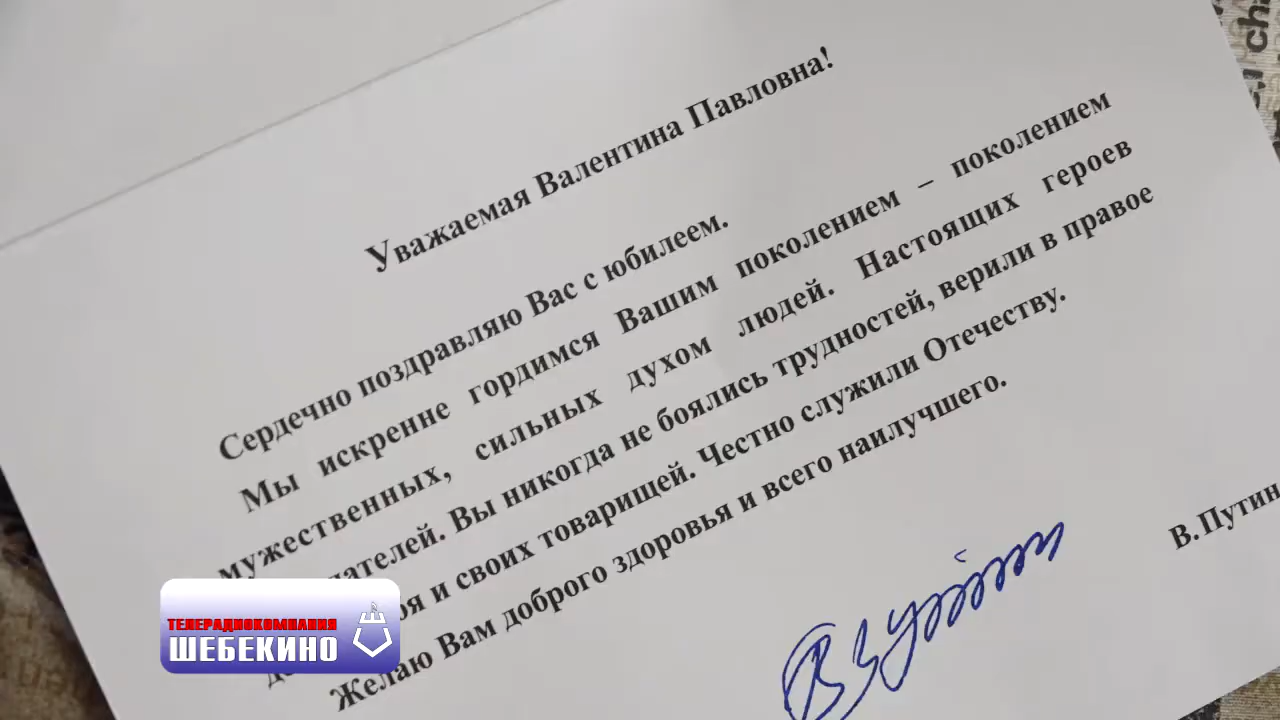 Уважаемая Валентина Павловна!
Сердечно поздравляю Вас с юбилеем.
Мы искренне гордимся Вашим поколением – поколением
мужественных, сильных духом людей. Настоящих героев
Вы никогда не боялись трудностей, верили в правое
и своих товарищей. Честно служили Отечеству.
Желаю Вам доброго здоровья и всего наилучшего.
В. Путин
ТЕЛЕРАДИОКОМПАНИЯ
ШЕБЕКИНО